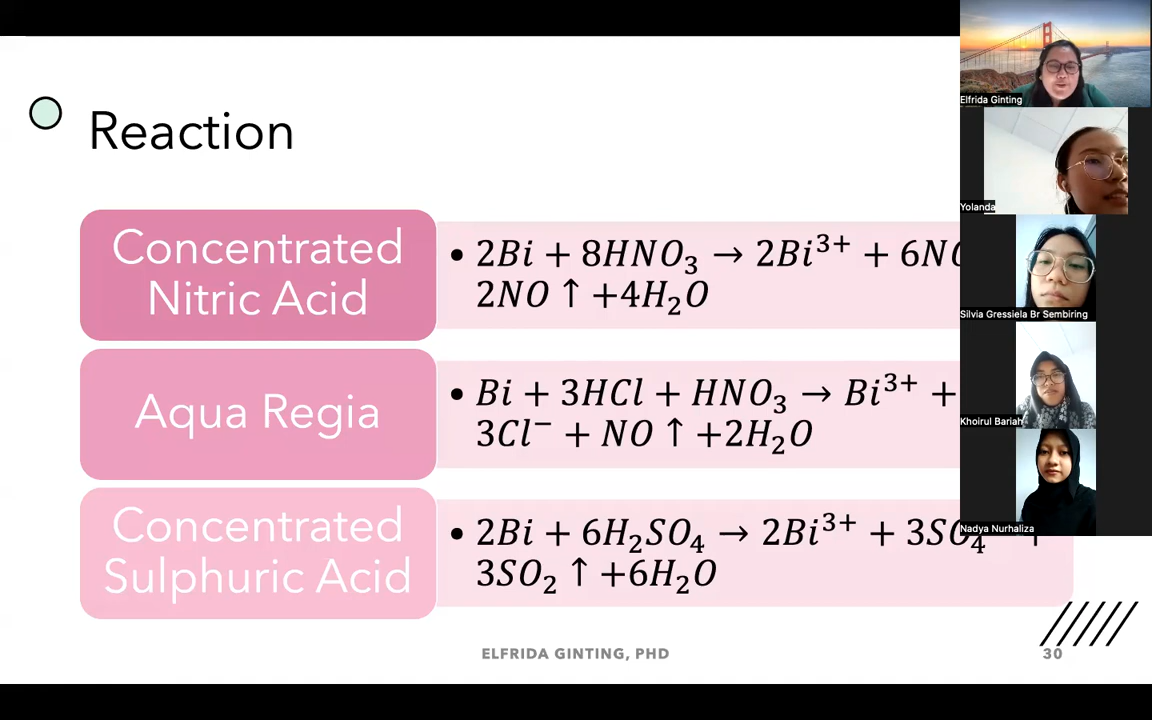 Reaction
Concentrated
Nitric Acid
• 2Bi + 8HNO₃ → 2Bi³⁺ + 6N
2NO ↑ +4H₂O
Aqua Regia
• Bi + 3HCl + HNO₃ → Bi³⁺ +
3Cl⁻ + NO ↑ +2H₂O
Concentrated
Sulphuric Acid
• 2Bi + 6H₂SO₄ → 2Bi³⁺ + 3SO₄
3SO₂ ↑ +6H₂O
ELFRIDA GINTING, PHD
30
Elfrida Ginting
Yolanda
Silvia Gressiela Br Sembiring
Khoirul Bariah
Nadya Nurhaliza